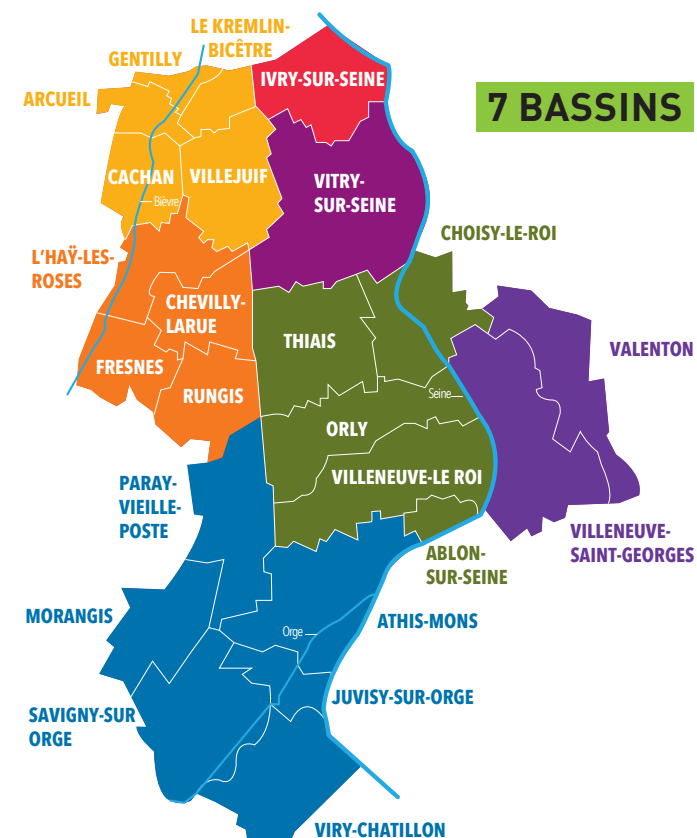 LE KREMLIN-
BICÊTRE
GENTILLY
ARCUEIL
IVRY-SUR-SEINE
7 BASSINS
CACHAN
VILLEJUIF
VITRY-
SUR-SEINE
Bièvre
CHOISY-LE-ROI
L'HAŸ-LES-
ROSES
CHEVILLY-
LARUE
THIAIS
VALENTON
FRESNES
RUNGIS
Seine
ORLY
VILLENEUVE-LE ROI
PARAY-
VIEILLE-
POSTE
VILLENEUVE-
SAINT-GEORGES
ABLON-
SUR-SEINE
MORANGIS
Orge
ATHIS-MONS
JUVISY-SUR-ORGE
SAVIGNY-SUR
ORGE
VIRY-CHATILLON